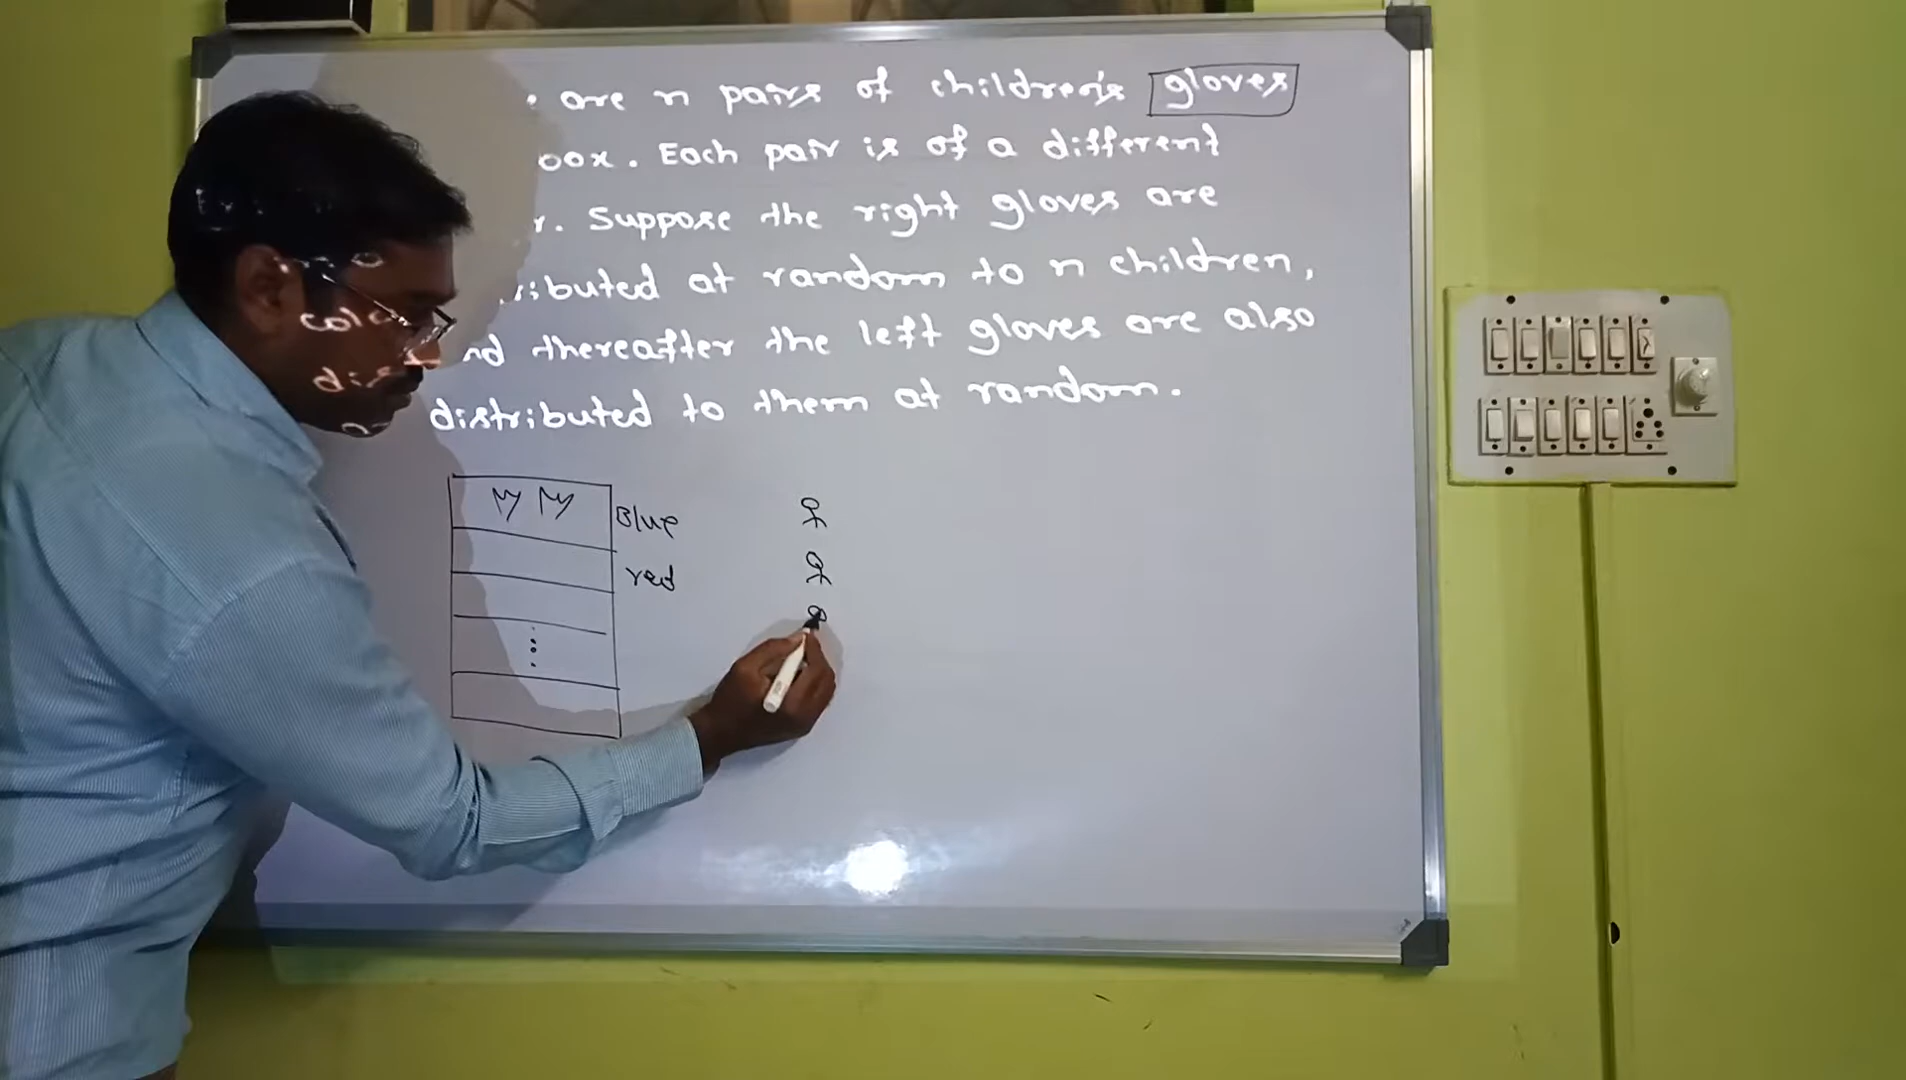 are n pairs of children's gloves
box. Each pair is of a different
r. Suppose the right gloves are
ributed at random to n children,
nd thereafter the left gloves are also
distributed to them at random.
Blue
red